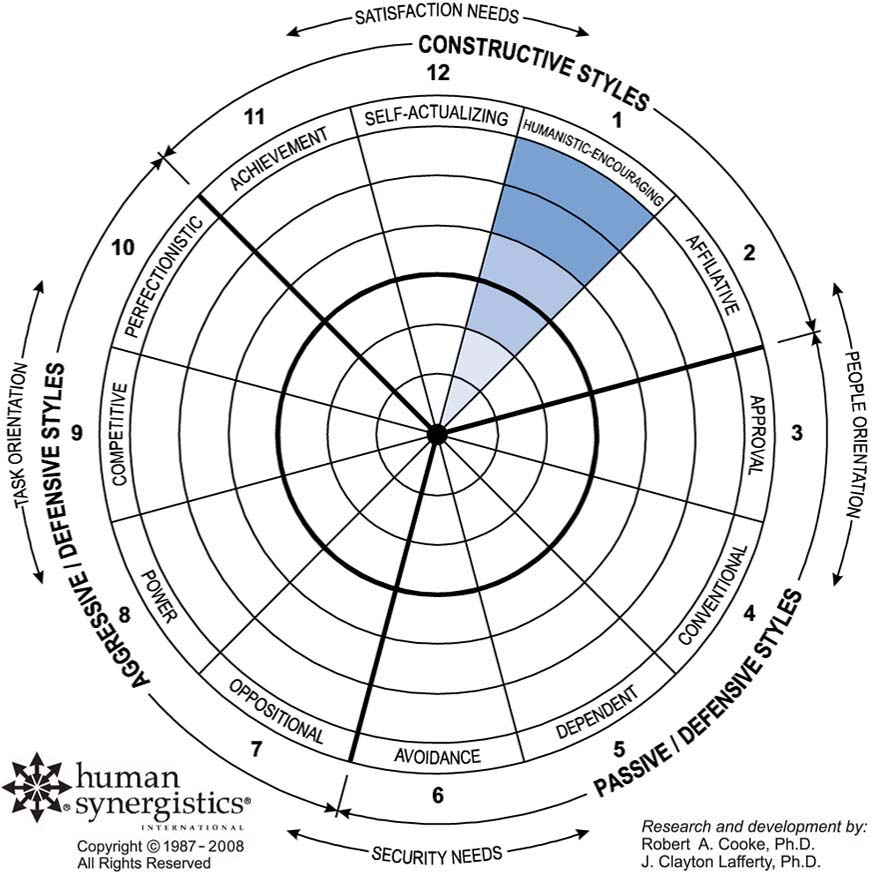 SATISFACTION NEEDS
CONSTRUCTIVE STYLES
12
11
1
SELF-ACTUALIZING
HUMANISTIC-ENCOURAGING
ACHIEVEMENT
10
2
PERFECTIONISTIC
AFFILIATIVE
TASK ORIENTATION
PEOPLE ORIENTATION
AGGRESSIVE / DEFENSIVE STYLES
9
COMPETITIVE
APPROVAL
3
8
POWER
CONVENTIONAL
4
PASSIVE / DEFENSIVE STYLES
OPPOSITIONAL
DEPENDENT
7
AVOIDANCE
5
6
human
synergistics®
INTERNATIONAL
Copyright © 1987 - 2008
All Rights Reserved
SECURITY NEEDS
Research and development by:
Robert A. Cooke, Ph.D.
J. Clayton Lafferty, Ph.D.